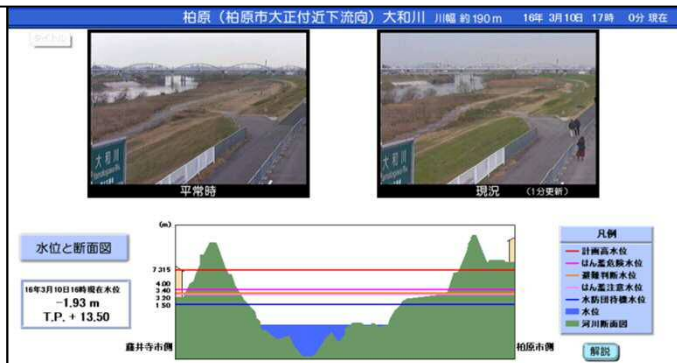 柏原（柏原市大正付近下流向）大和川 川幅 約190m 16年 3月10日 17時 0分 現在
大和川
平常時
大和川
現況 （1分更新）
水位と断面図
16年3月10日16時現在水位
-1.93 m
T.P. + 13.50
(m)
7.315
4.00
3.40
3.20
1.50
藤井寺市側
柏原市側
凡例
計画高水位
はん濫危険水位
避難判断水位
はん濫注意水位
水防団待機水位
水位
河川断面図
解説